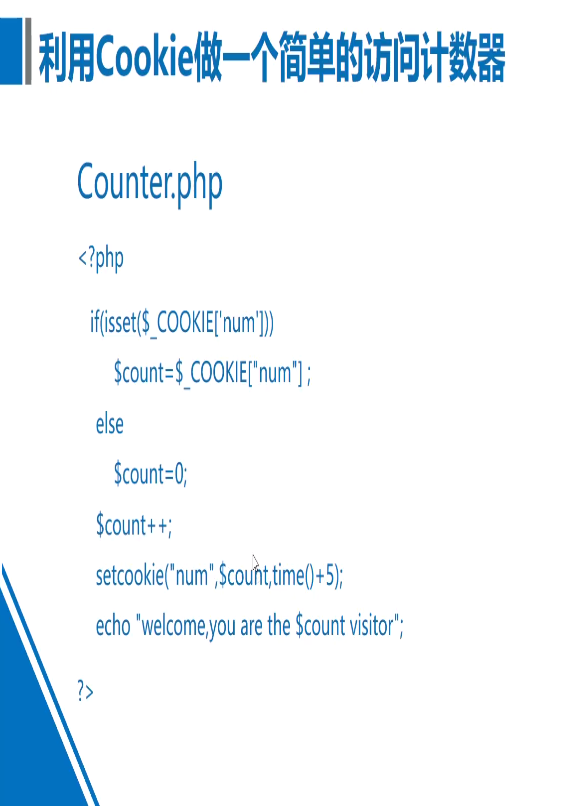 利用Cookie做一个简单的访问计数器
Counter.php
<?php
if(isset($_COOKIE['num']))
$count=$_COOKIE["num"] ;
else
$count=0;
$count++;
setcookie("num",$count,time()+5);
echo "welcome,you are the $count visitor";
?>